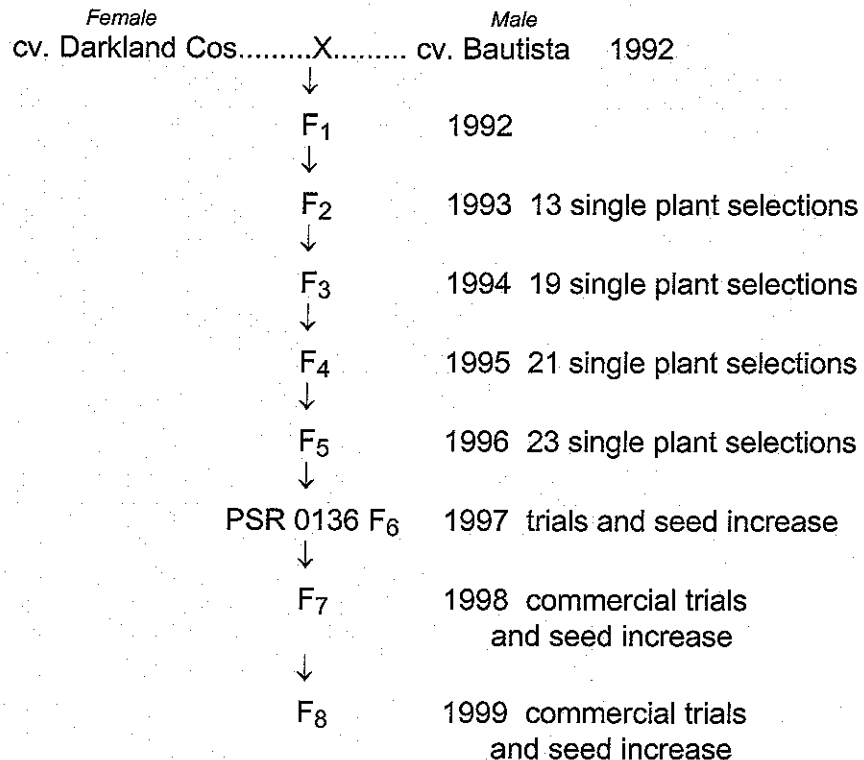 Female Male
cv. Darkland Cos.........X......... cv. Bautista 1992
↓
F₁ 1992
↓
F₂ 1993 13 single plant selections
↓
F₃ 1994 19 single plant selections
↓
F₄ 1995 21 single plant selections
↓
F₅ 1996 23 single plant selections
↓
PSR 0136 F₆ 1997 trials and seed increase
↓
F₇ 1998 commercial trials
and seed increase
↓
F₈ 1999 commercial trials
and seed increase